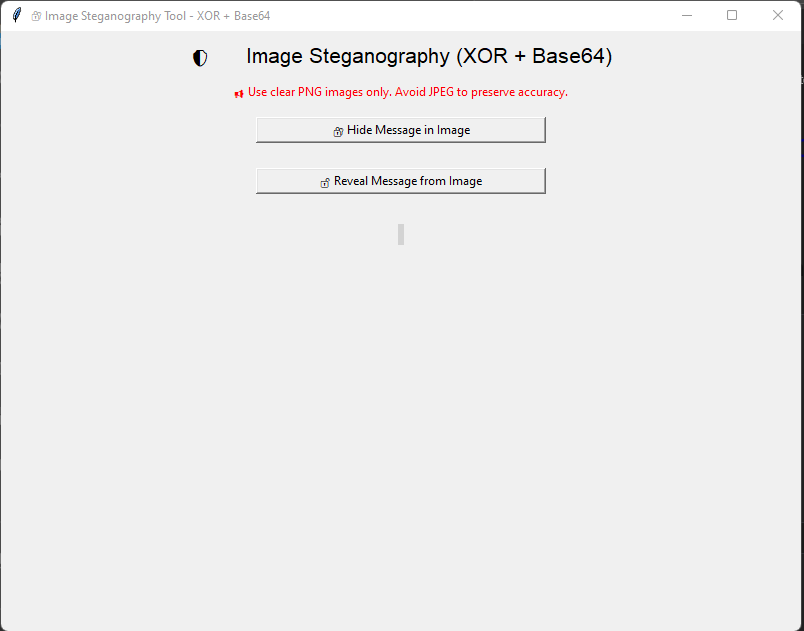 Image Steganography Tool - XOR + Base64
Image Steganography (XOR + Base64)
Use clear PNG images only. Avoid JPEG to preserve accuracy.
Hide Message in Image
Reveal Message from Image